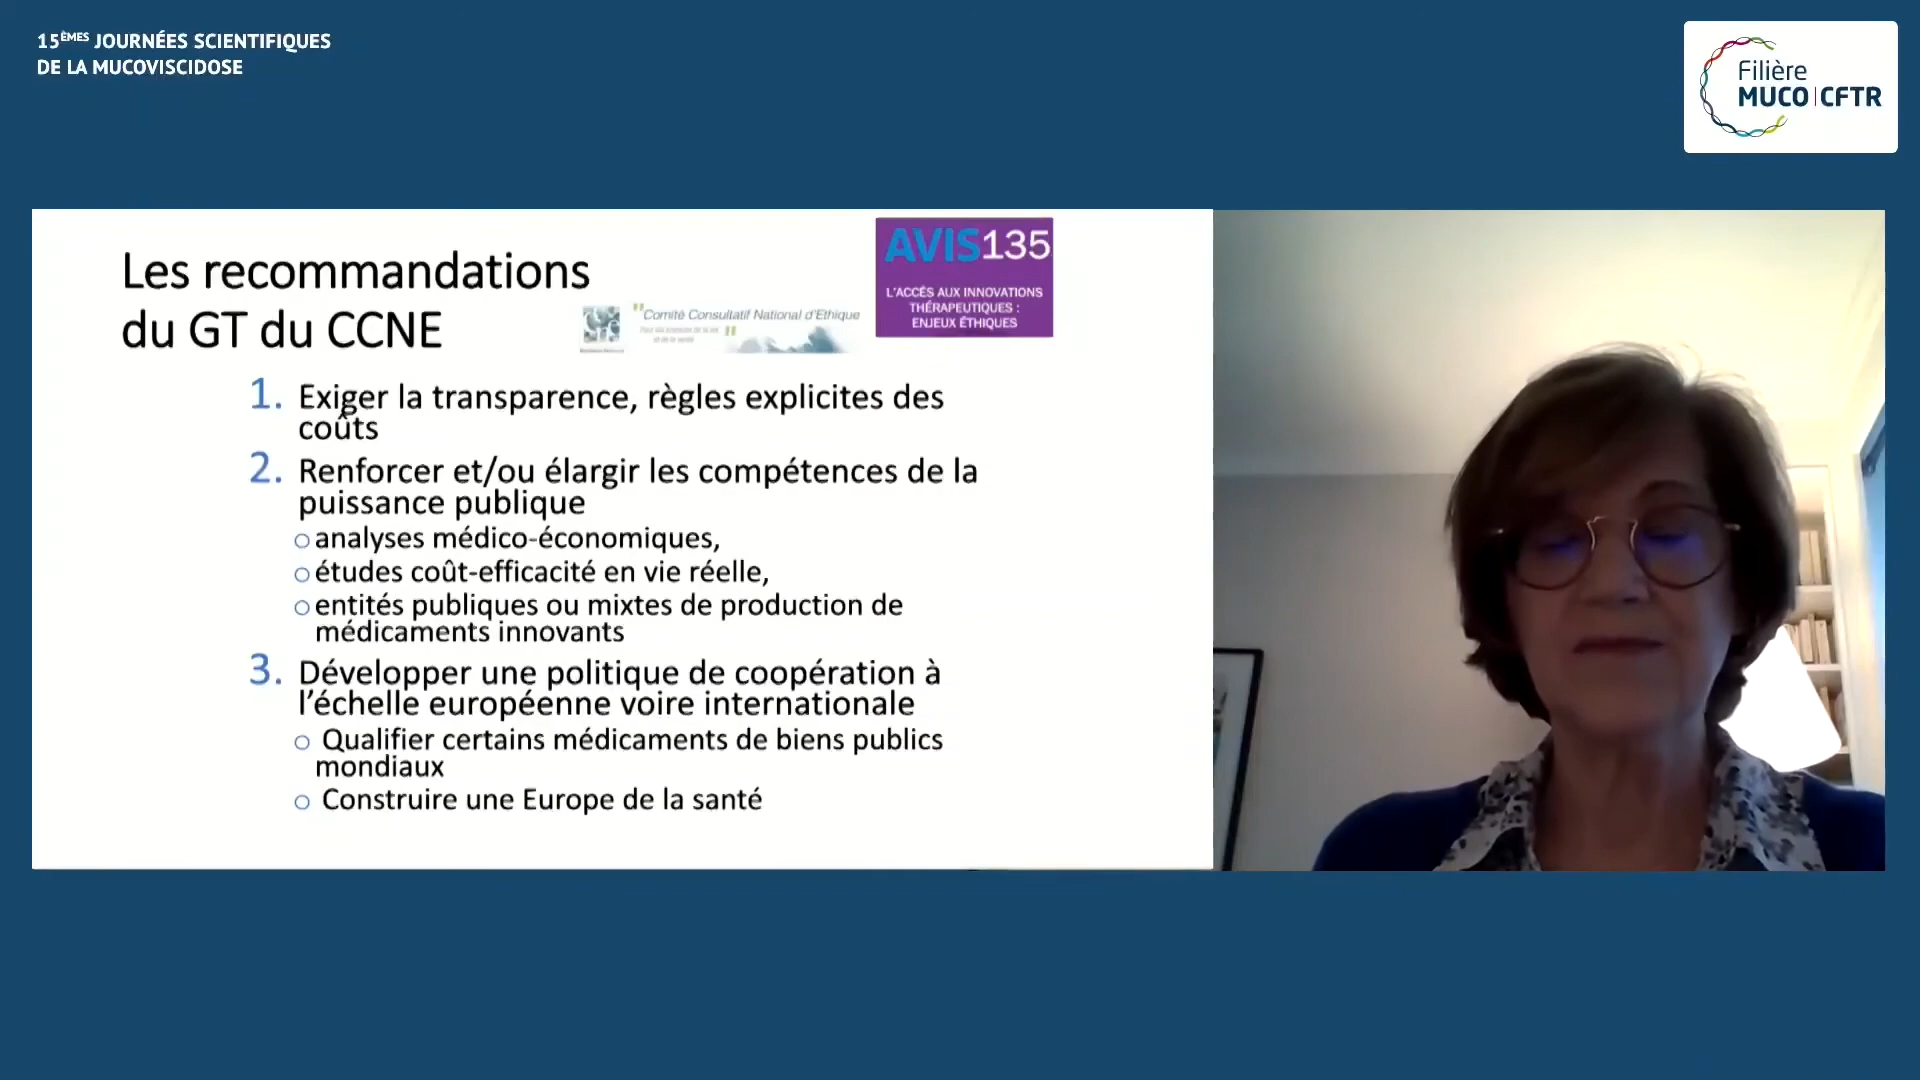 15ÈMES JOURNÉES SCIENTIFIQUES
DE LA MUCOVISCIDOSE
Filière
MUCO|CFTR
Les recommandations
du GT du CCNE
Comité Consultatif National d'Ethique
AVIS135
L'ACCÈS AUX INNOVATIONS
THÉRAPEUTIQUES :
ENJEUX ÉTHIQUES
1. Exiger la transparence, règles explicites des
coûts
2. Renforcer et/ou élargir les compétences de la
puissance publique
o analyses médico-économiques,
o études coût-efficacité en vie réelle,
o entités publiques ou mixtes de production de
médicaments innovants
3. Développer une politique de coopération à
l'échelle européenne voire internationale
o Qualifier certains médicaments de biens publics
mondiaux
o Construire une Europe de la santé